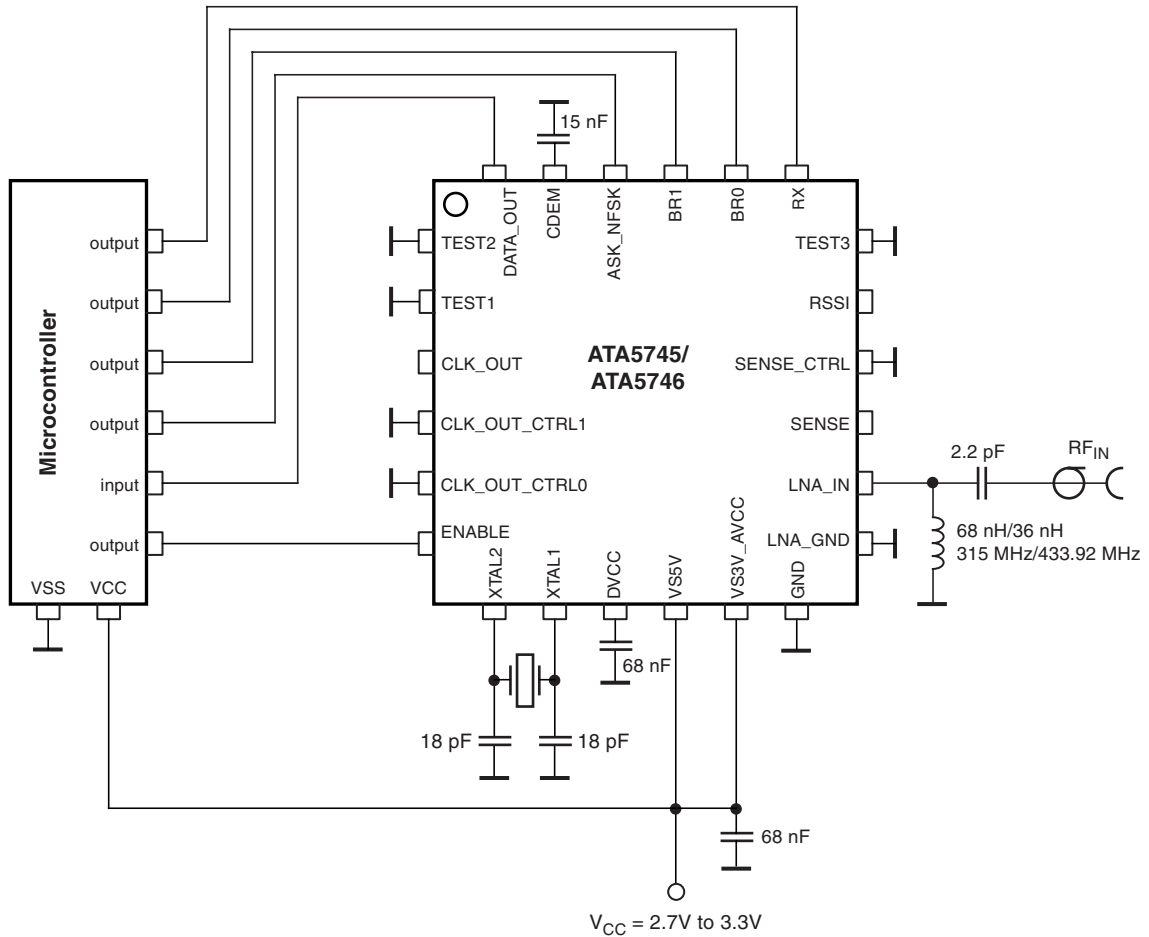 15 nF
Microcontroller
output
output
output
output
input
output
VSS
VCC
DATA_OUT
CDEM
ASK_NFSK
BR1
BR0
RX
TEST2
TEST1
CLK_OUT
CLK_OUT_CTRL1
CLK_OUT_CTRL0
ENABLE
ATA5745/
ATA5746
TEST3
RSSI
SENSE_CTRL
SENSE
LNA_IN
LNA_GND
XTAL2
XTAL1
DVCC
VS5V
VS3V_AVCC
GND
2.2 pF
RFIN
68 nH/36 nH
315 MHz/433.92 MHz
68 nF
18 pF
18 pF
68 nF
VCC = 2.7V to 3.3V